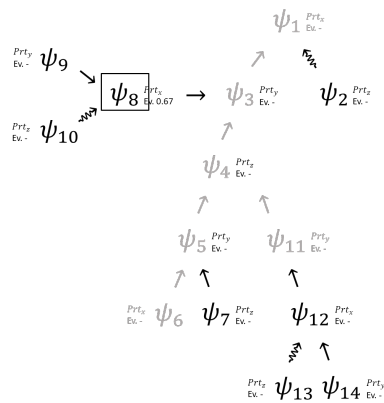 ψ1 Prtz Ev. -
Prty Ev. - ψ9
ψ8 Prtx Ev. 0.67
ψ3 Prty Ev. -
ψ2 Prtz Ev. -
Prtz Ev. - ψ10
ψ4 Prtz Ev. -
ψ5 Prty Ev. -
ψ11 Prty Ev. -
Prtx Ev. - ψ6
ψ7 Prtz Ev. -
ψ12 Prtx Ev. -
Prtz Ev. - ψ13
ψ14 Prty Ev. -